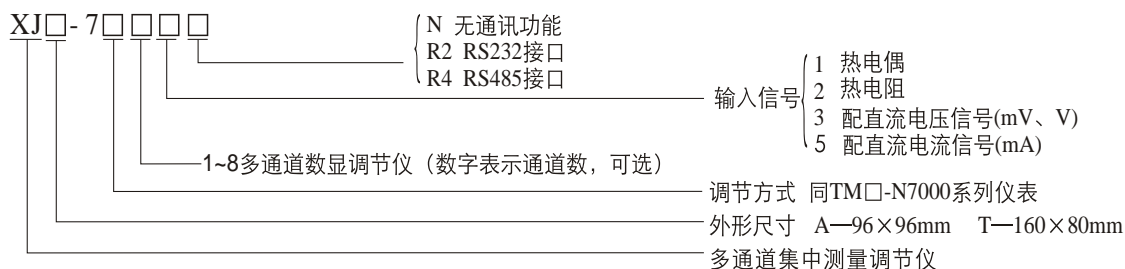 XJ□-7□□□□
N 无通讯功能
R2 RS232接口
R4 RS485接口
输入信号
1 热电偶
2 热电阻
3 配直流电压信号(mV、V)
5 配直流电流信号(mA)
1~8多通道数显调节仪（数字表示通道数，可选）
调节方式 同TM□-N7000系列仪表
外形尺寸 A—96×96mm T—160×80mm
多通道集中测量调节仪